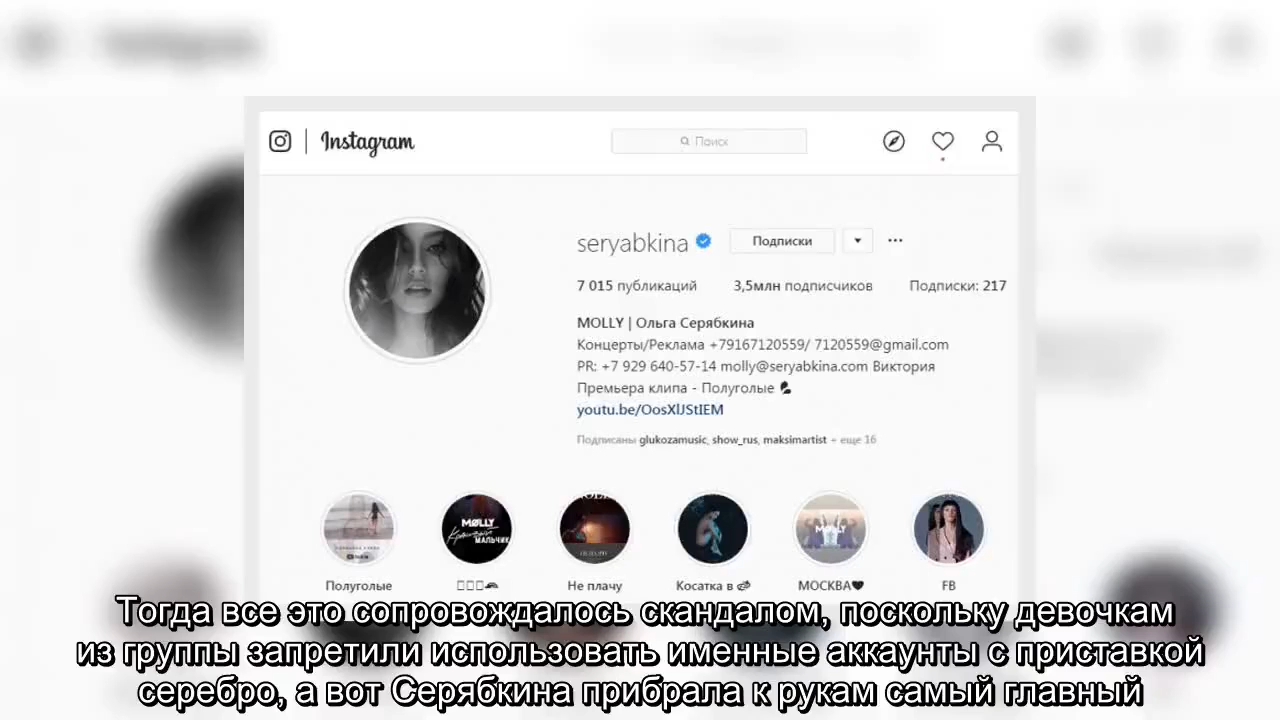 Instagram
Поиск
seryabkina
Подписки
7 015 публикаций
3,5млн подписчиков
Подписки: 217
MOLLY | Ольга Серябкина
Концерты/Реклама +79167120559/ 7120559@gmail.com
PR: +7 929 640-57-14 molly@seryabkina.com Виктория
Премьера клипа - Полуголые
youtu.be/OosXlJStIEM
Подписаны glukozamusic, show_rus, maksimartist + еще 16
MOLLY
МАЛЬЧИК
MOLLY
Полуголые
Не плачу
Косатка в
МОСКВА🖤
FB
Тогда все это сопровождалось скандалом, поскольку девочкам
из группы запретили использовать именные аккаунты с приставкой
серебро, а вот Серябкина прибрала к рукам самый главный